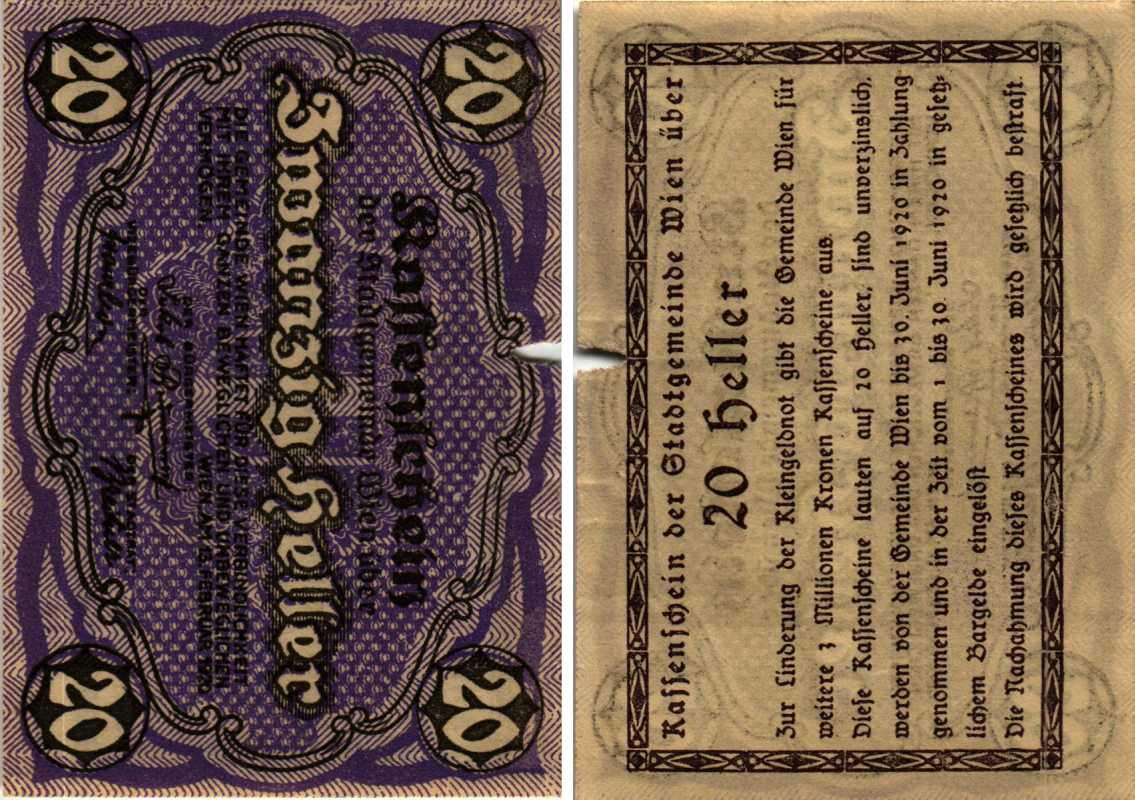 20
20
Kassenschein
der Stadtgemeinde Wien über
Zwanzig Heller
DIE GEMEINDE WIEN HAFTET FÜR DIESE VERBINDLICHKEIT
MIT IHREM GANZEN BEWEGLICHEN UND UNBEWEGLICHEN
VERMÖGEN. WIEN, AM 12. FEBRUAR 1920
DER BÜRGERMEISTER
VIZEBÜRGERMEISTER
20
20
Kassenschein der Stadtgemeinde Wien über
20 Heller
Zur Linderung der Kleingeldnot gibt die Gemeinde Wien für
weitere 3 Millionen Kronen Kassenscheine aus.
Diese Kassenscheine lauten auf 20 Heller, sind unverzinslich,
werden von der Gemeinde Wien bis 30. Juni 1920 in Zahlung
genommen und in der Zeit vom 1 bis 30. Juni 1920 in gesetz-
lichem Bargelde eingelöst
Die Nachahmung dieses Kassenscheines wird gesetzlich bestraft.